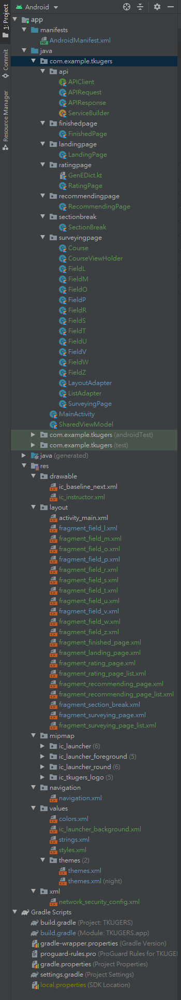 Android
1: Project
Commit
Resource Manager
app
manifests
AndroidManifest.xml
java
com.example.tkugers
api
APIClient
APIRequest
APIResponse
ServiceBuilder
finishedpage
FinishedPage
landingpage
LandingPage
ratingpage
GenEDict.kt
RatingPage
recommendingpage
RecommendingPage
sectionbreak
SectionBreak
surveyingpage
Course
CourseViewHolder
FieldL
FieldM
FieldO
FieldP
FieldR
FieldS
FieldT
FieldU
FieldV
FieldW
FieldZ
LayoutAdapter
ListAdapter
SurveyingPage
MainActivity
SharedViewModel
com.example.tkugers (androidTest)
com.example.tkugers (test)
java (generated)
res
drawable
ic_baseline_next.xml
ic_instructor.xml
layout
activity_main.xml
fragment_field_l.xml
fragment_field_m.xml
fragment_field_o.xml
fragment_field_p.xml
fragment_field_r.xml
fragment_field_s.xml
fragment_field_t.xml
fragment_field_u.xml
fragment_field_v.xml
fragment_field_w.xml
fragment_field_z.xml
fragment_finished_page.xml
fragment_landing_page.xml
fragment_rating_page.xml
fragment_rating_page_list.xml
fragment_recommending_page.xml
fragment_recommending_page_list.xml
fragment_section_break.xml
fragment_surveying_page.xml
fragment_surveying_page_list.xml
mipmap
ic_launcher (6)
ic_launcher_foreground (5)
ic_launcher_round (6)
ic_tkugers_logo (5)
navigation
navigation.xml
values
colors.xml
ic_launcher_background.xml
strings.xml
styles.xml
themes (2)
themes.xml
themes.xml (night)
xml
network_security_config.xml
Gradle Scripts
build.gradle (Project: TKUGERS)
build.gradle (Module: TKUGERS.app)
gradle-wrapper.properties (Gradle Version)
proguard-rules.pro (ProGuard Rules for TKUGE
gradle.properties (Project Properties)
settings.gradle (Project Settings)
local.properties (SDK Location)